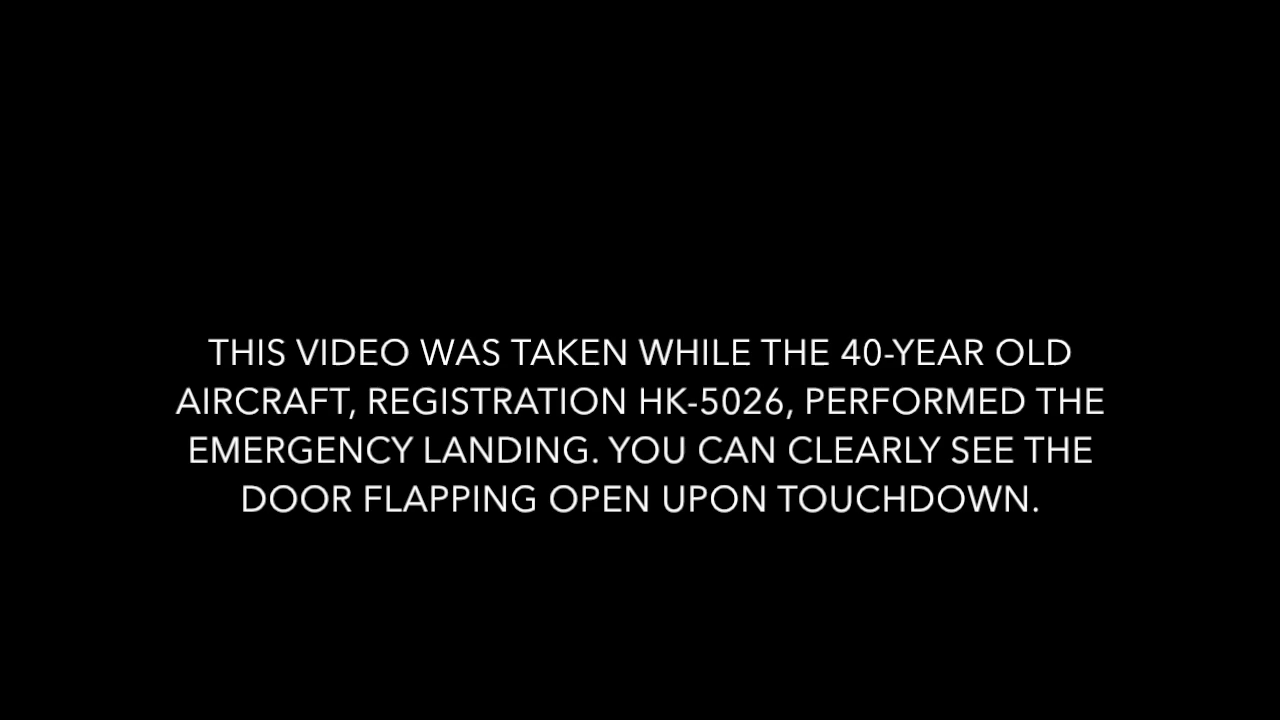 THIS VIDEO WAS TAKEN WHILE THE 40-YEAR OLD
AIRCRAFT, REGISTRATION HK-5026, PERFORMED THE
EMERGENCY LANDING. YOU CAN CLEARLY SEE THE
DOOR FLAPPING OPEN UPON TOUCHDOWN.